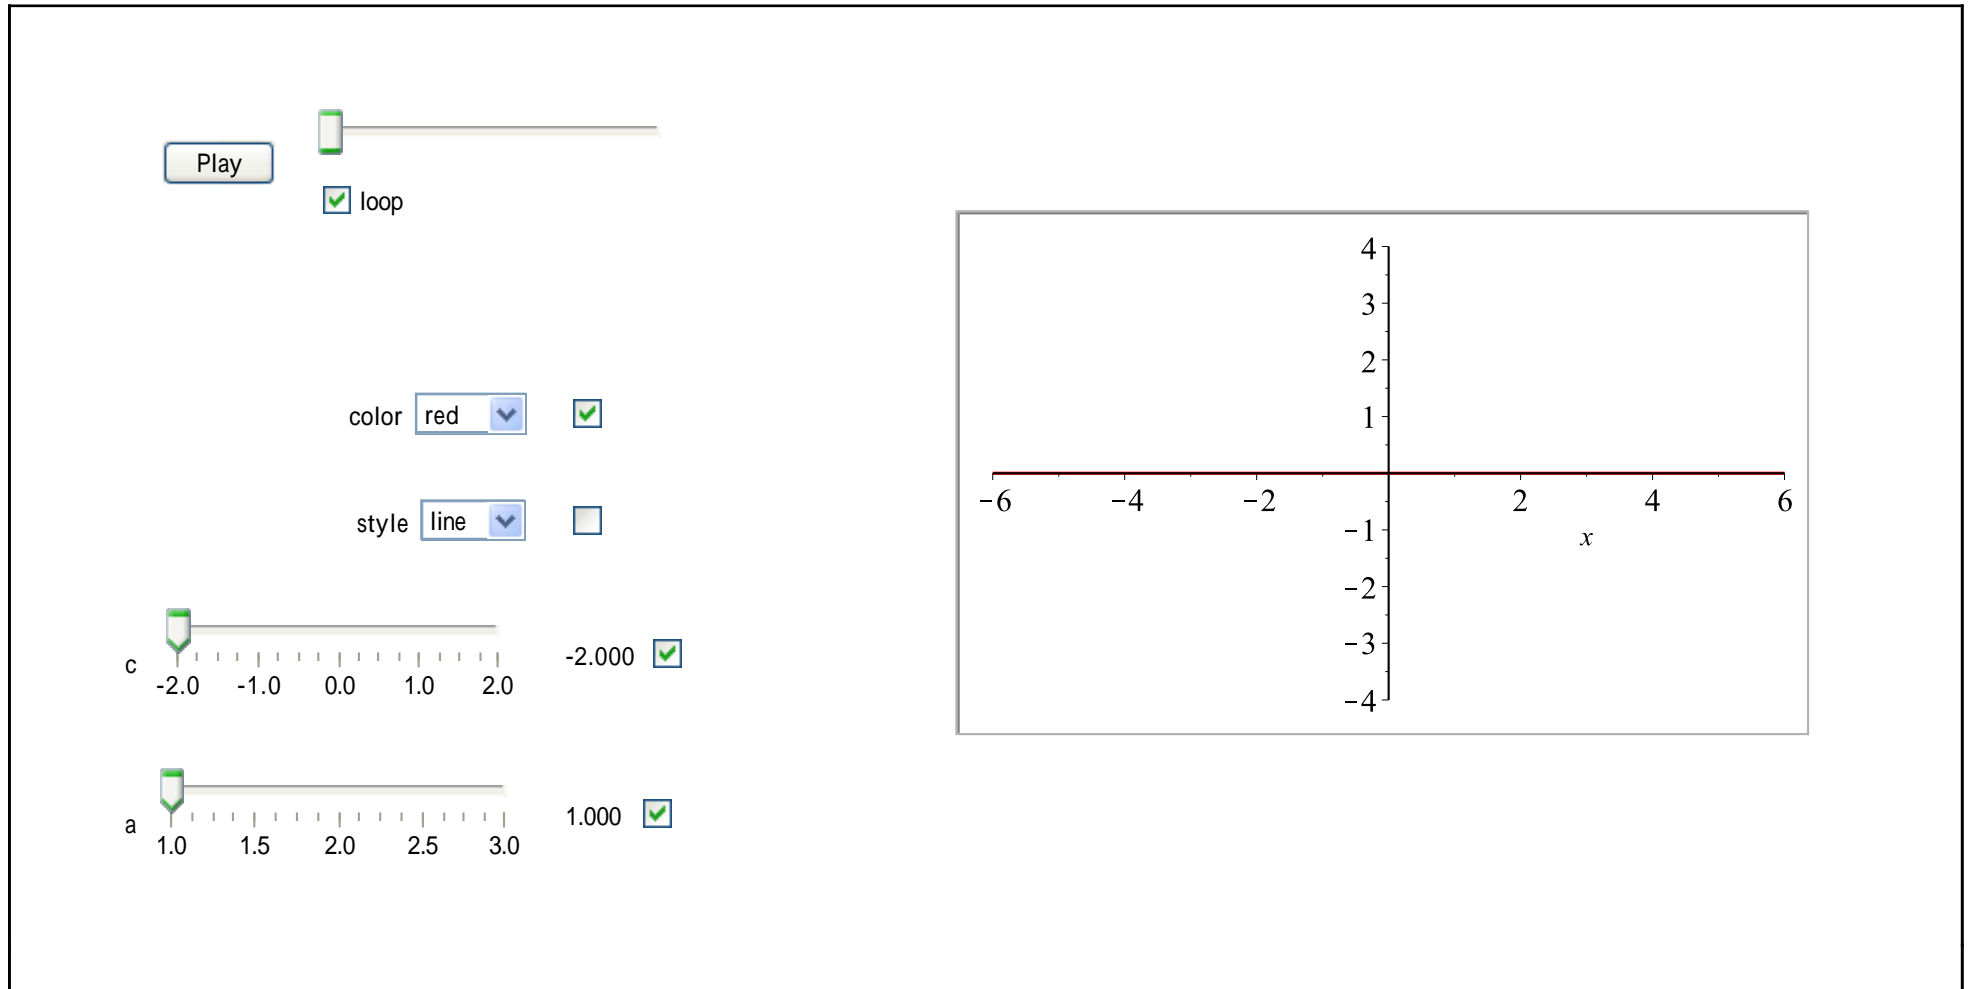 Play
loop
color red
style line
c
-2.0 -1.0 0.0 1.0 2.0
-2.000
a
1.0 1.5 2.0 2.5 3.0
1.000
4
3
2
1
−6 −4 −2 2 4 6
−1
x
−2
−3
−4